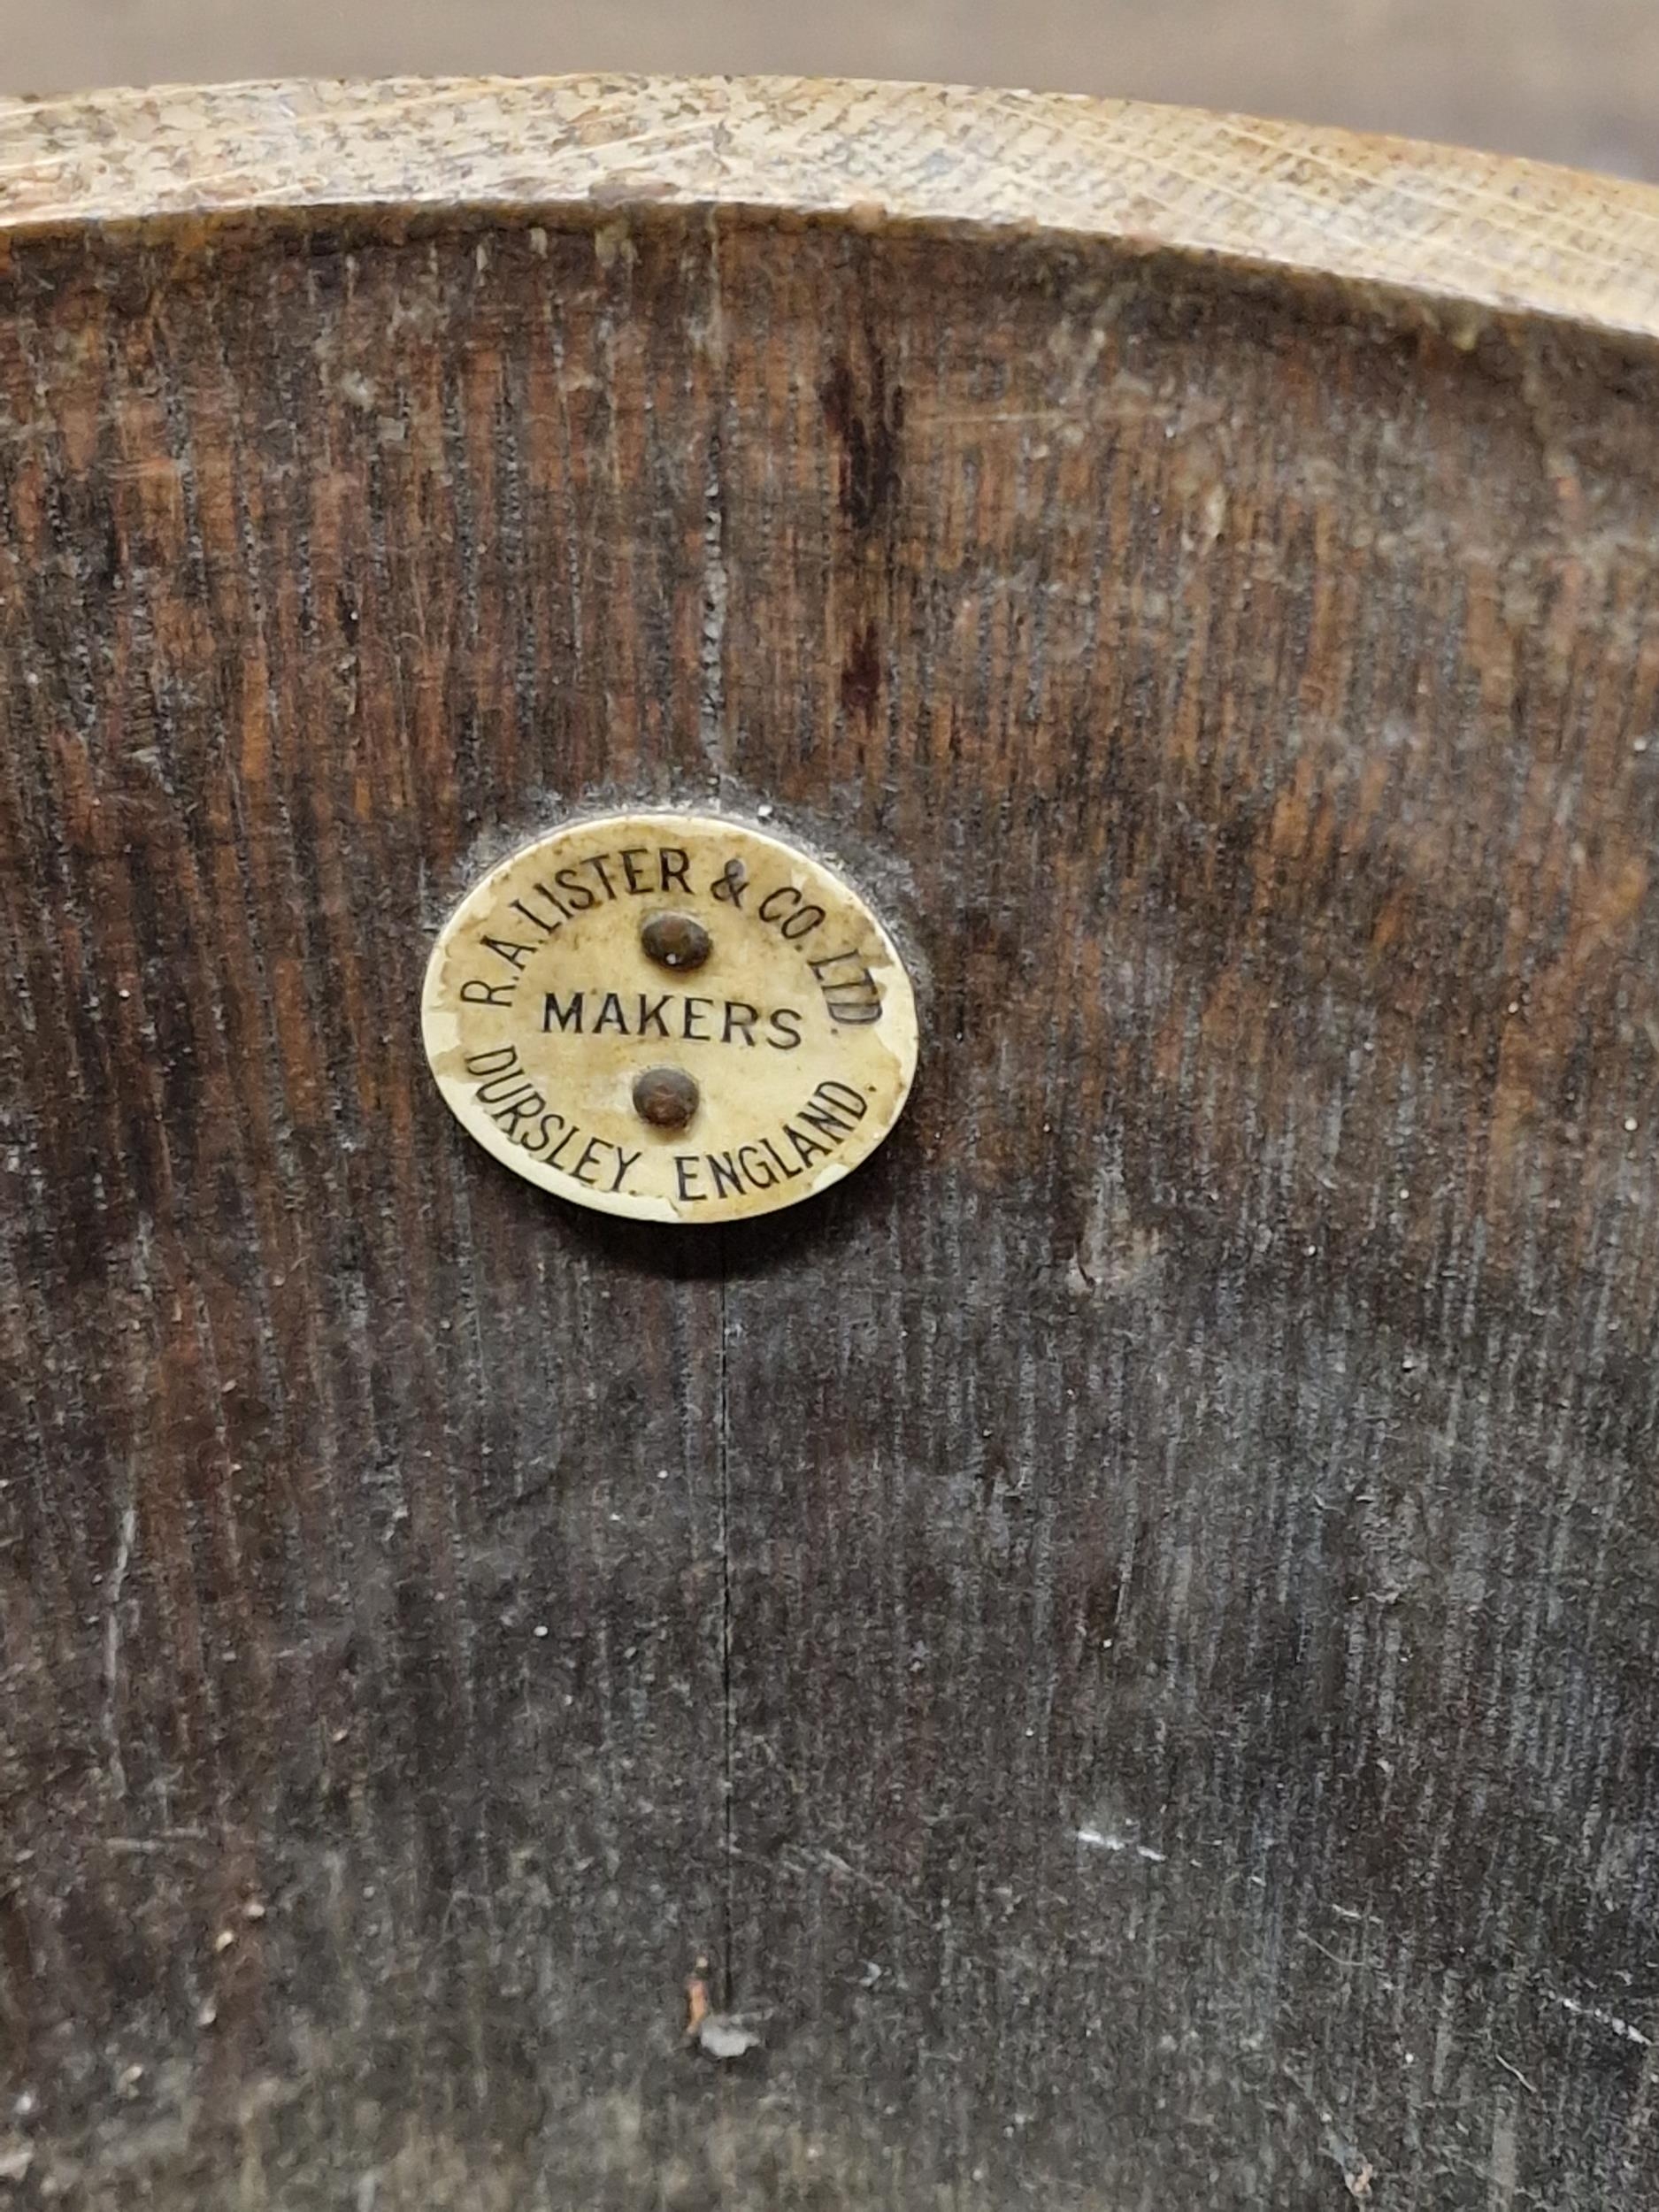 R.A.LISTER & CO. LTD.
MAKERS
DURSLEY ENGLAND.